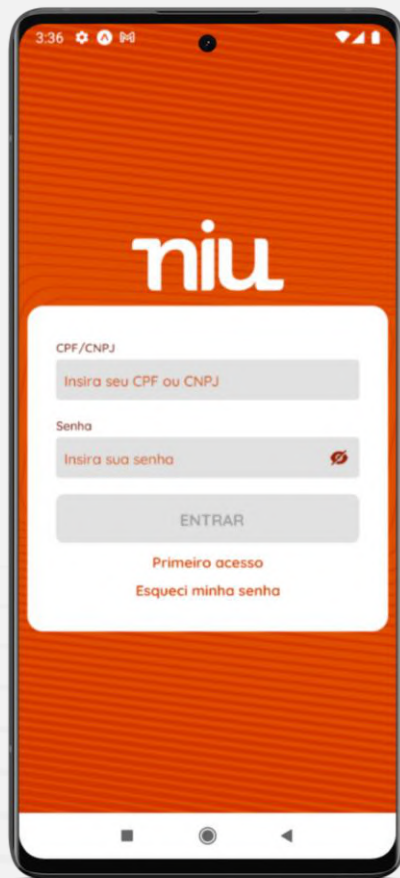 3:36
niu
CPF/CNPJ
Insira seu CPF ou CNPJ
Senha
Insira sua senha
ENTRAR
Primeiro acesso
Esqueci minha senha